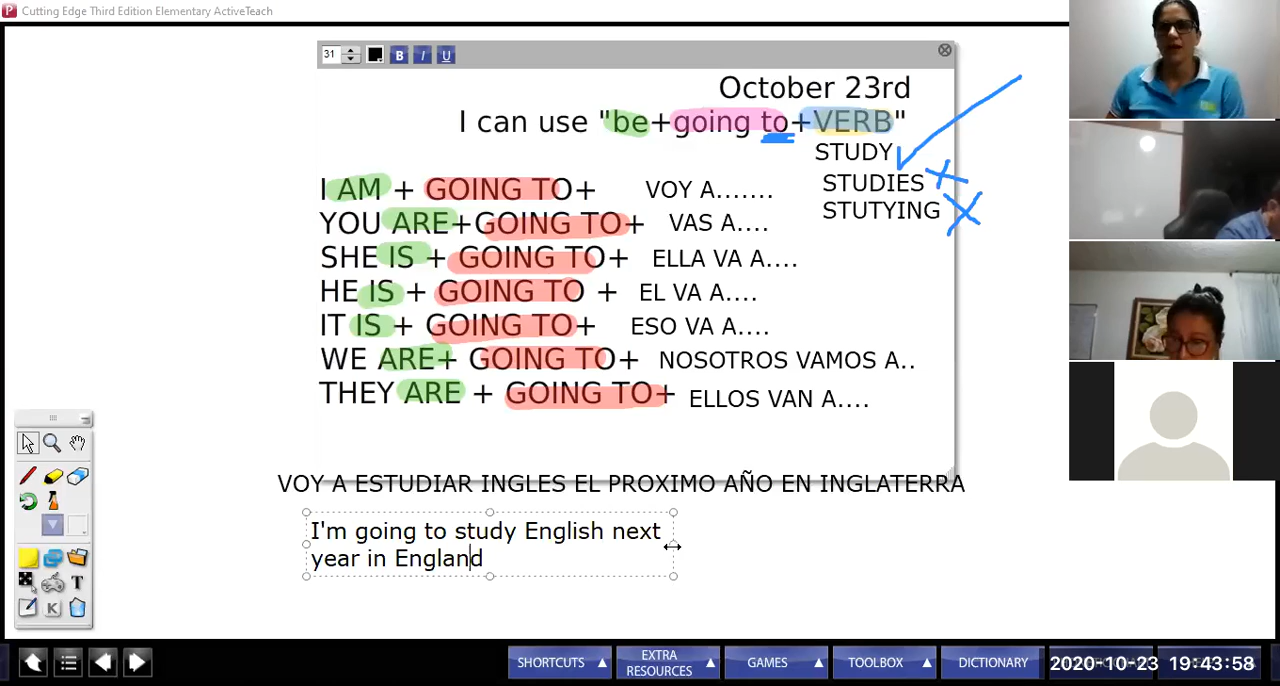 Cutting Edge Third Edition Elementary ActiveTeach
31 B I U
October 23rd
I can use "be+going to+VERB"
STUDY
STUDIES
STUTYING
I AM + GOING TO+ VOY A.......
YOU ARE+GOING TO+ VAS A....
SHE IS + GOING TO+ ELLA VA A....
HE IS + GOING TO + EL VA A....
IT IS + GOING TO+ ESO VA A....
WE ARE+ GOING TO+ NOSOTROS VAMOS A..
THEY ARE + GOING TO+ ELLOS VAN A....
VOY A ESTUDIAR INGLES EL PROXIMO AÑO EN INGLATERRA
I'm going to study English next
year in England
T
K
SHORTCUTS
EXTRA
RESOURCES
GAMES
TOOLBOX
DICTIONARY
2020-10-23 19:43:58